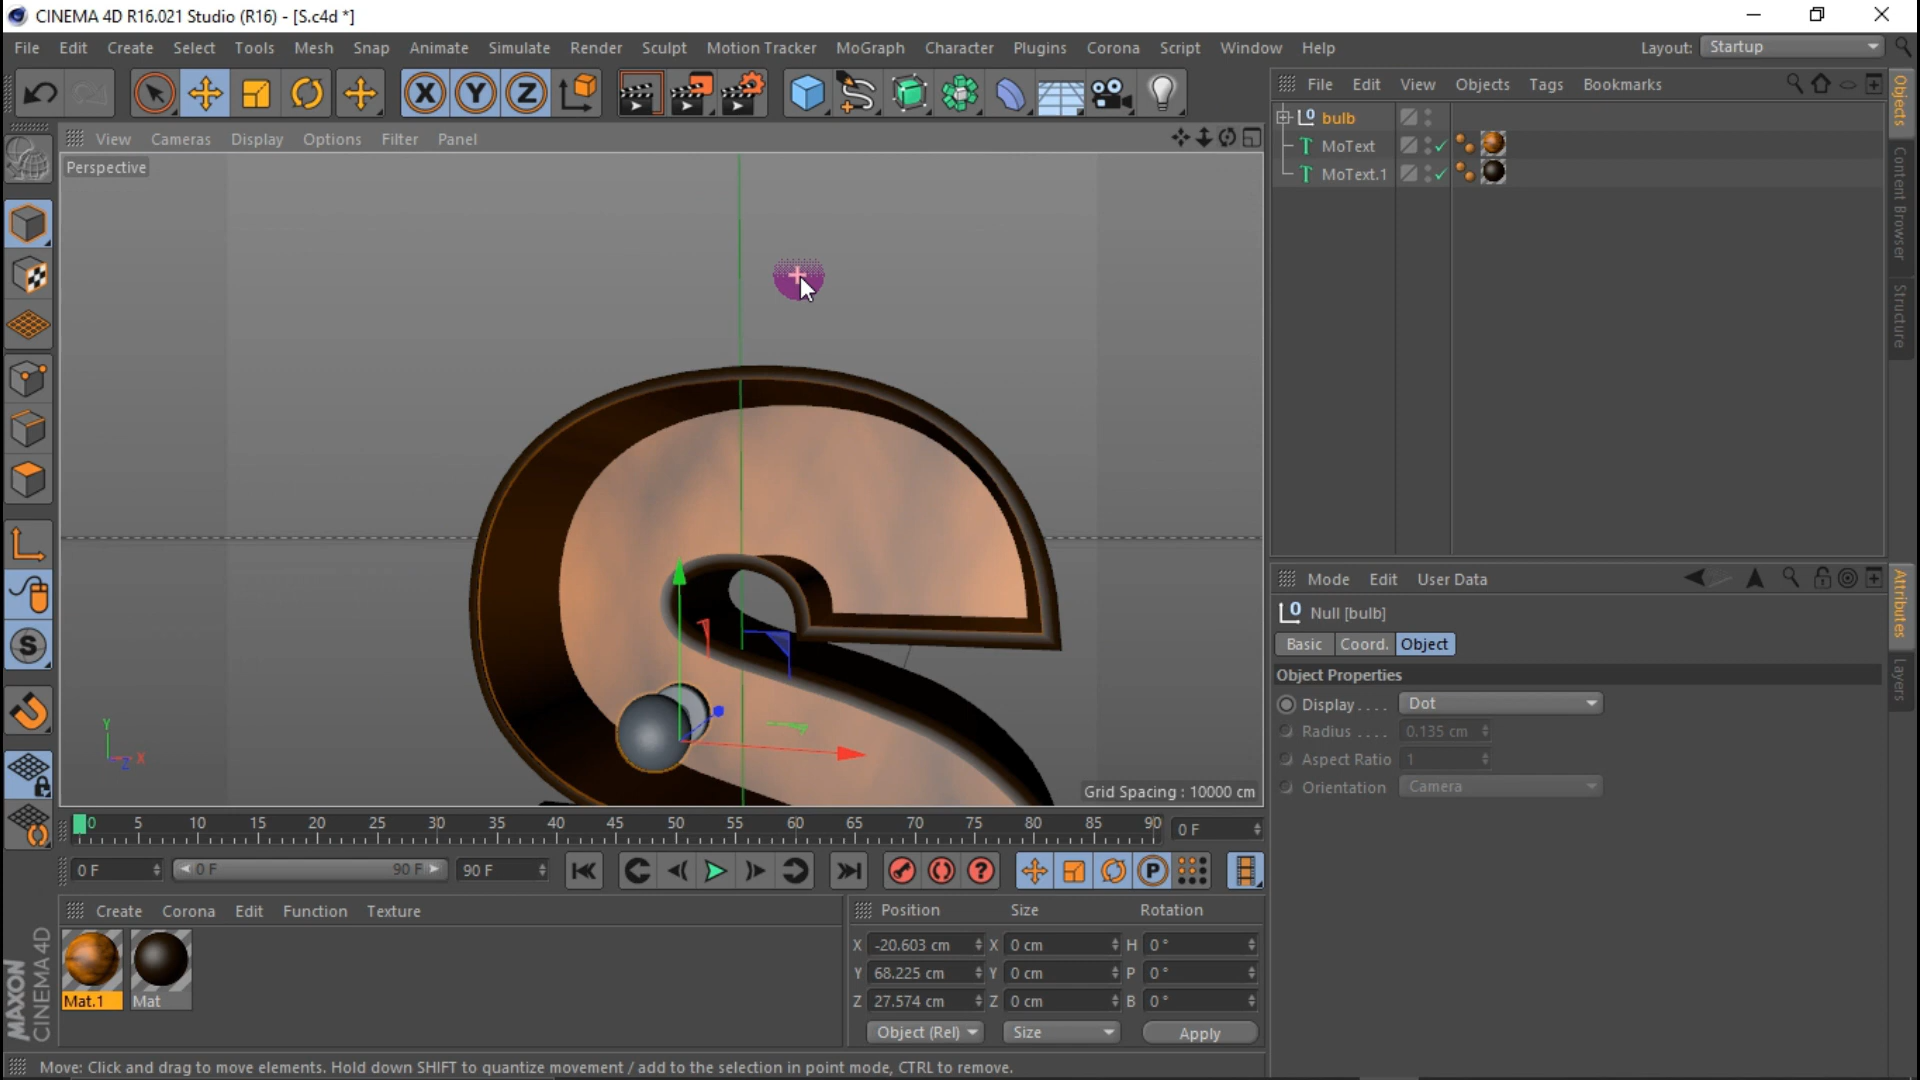 CINEMA 4D R16.021 Studio (R16) - [S.c4d *]
File Edit Create Select Tools Mesh Snap Animate Simulate Render Sculpt Motion Tracker MoGraph Character Plugins Corona Script Window Help Layout: Startup
File Edit View Objects Tags Bookmarks
Objects
Content Browser
Structure
bulb
MoText
MoText.1
View Cameras Display Options Filter Panel
Perspective
Y
X
Z
Grid Spacing : 10000 cm
Mode Edit User Data
Attributes
Layers
Null [bulb]
Basic Coord. Object
Object Properties
Display . . . . Dot
Radius . . . . 0.135 cm
Aspect Ratio 1
Orientation Camera
0 5 10 15 20 25 30 35 40 45 50 55 60 65 70 75 80 85 90 0 F
0 F 0 F 90 F 90 F
Create Corona Edit Function Texture
Mat.1 Mat
Position Size Rotation
X -20.603 cm X 0 cm H 0 °
Y 68.225 cm Y 0 cm P 0 °
Z 27.574 cm Z 0 cm B 0 °
Object (Rel) Size Apply
MAXON
CINEMA 4D
Move: Click and drag to move elements. Hold down SHIFT to quantize movement / add to the selection in point mode, CTRL to remove.